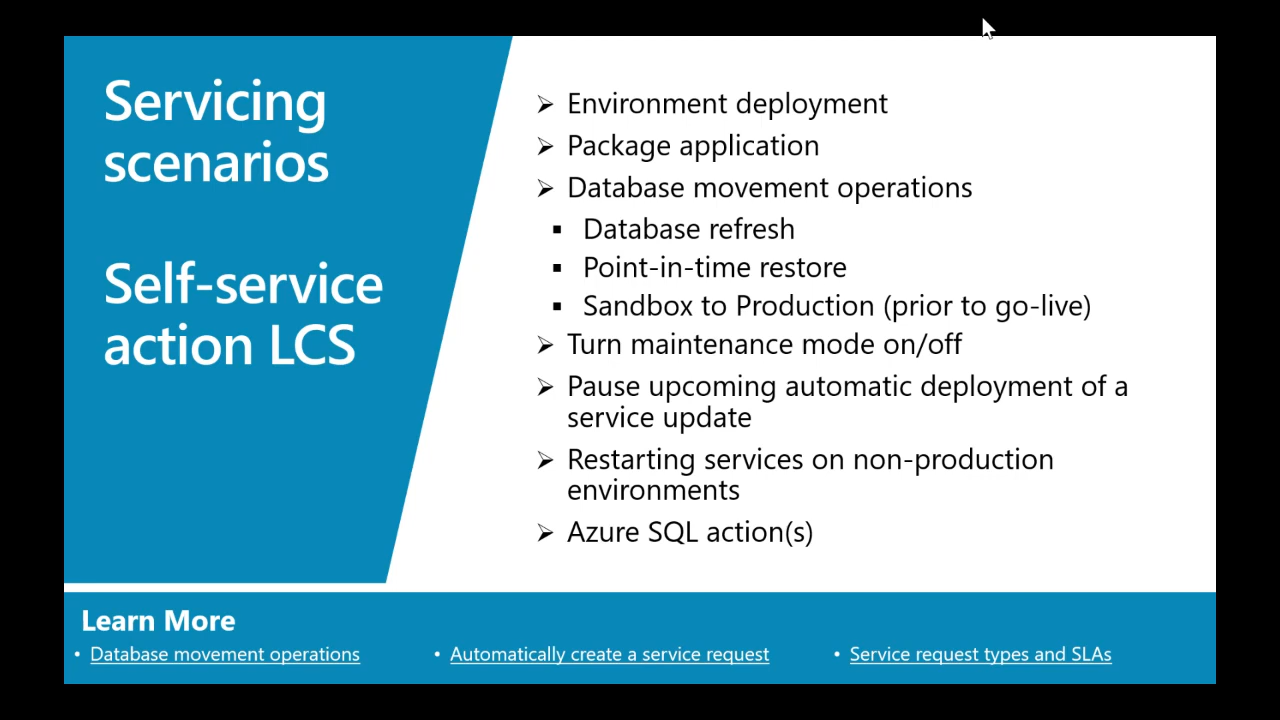 Servicing
scenarios
Self-service
action LCS
➢ Environment deployment
➢ Package application
➢ Database movement operations
▪ Database refresh
▪ Point-in-time restore
▪ Sandbox to Production (prior to go-live)
➢ Turn maintenance mode on/off
➢ Pause upcoming automatic deployment of a
service update
➢ Restarting services on non-production
environments
➢ Azure SQL action(s)
Learn More
• Database movement operations
• Automatically create a service request
• Service request types and SLAs